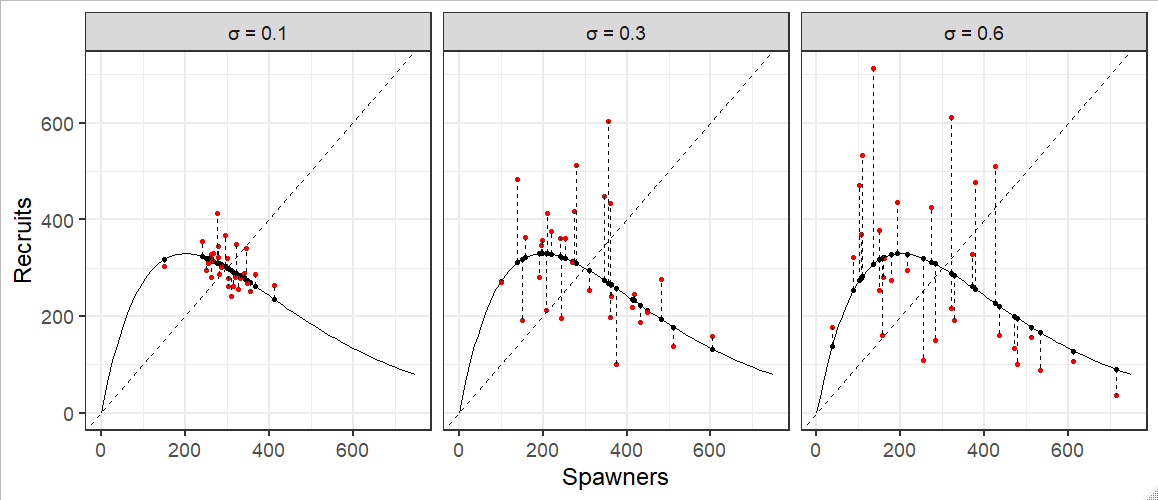 σ = 0.1 σ = 0.3 σ = 0.6
600
400
200
0
Recruits
0 200 400 600 0 200 400 600 0 200 400 600
Spawners